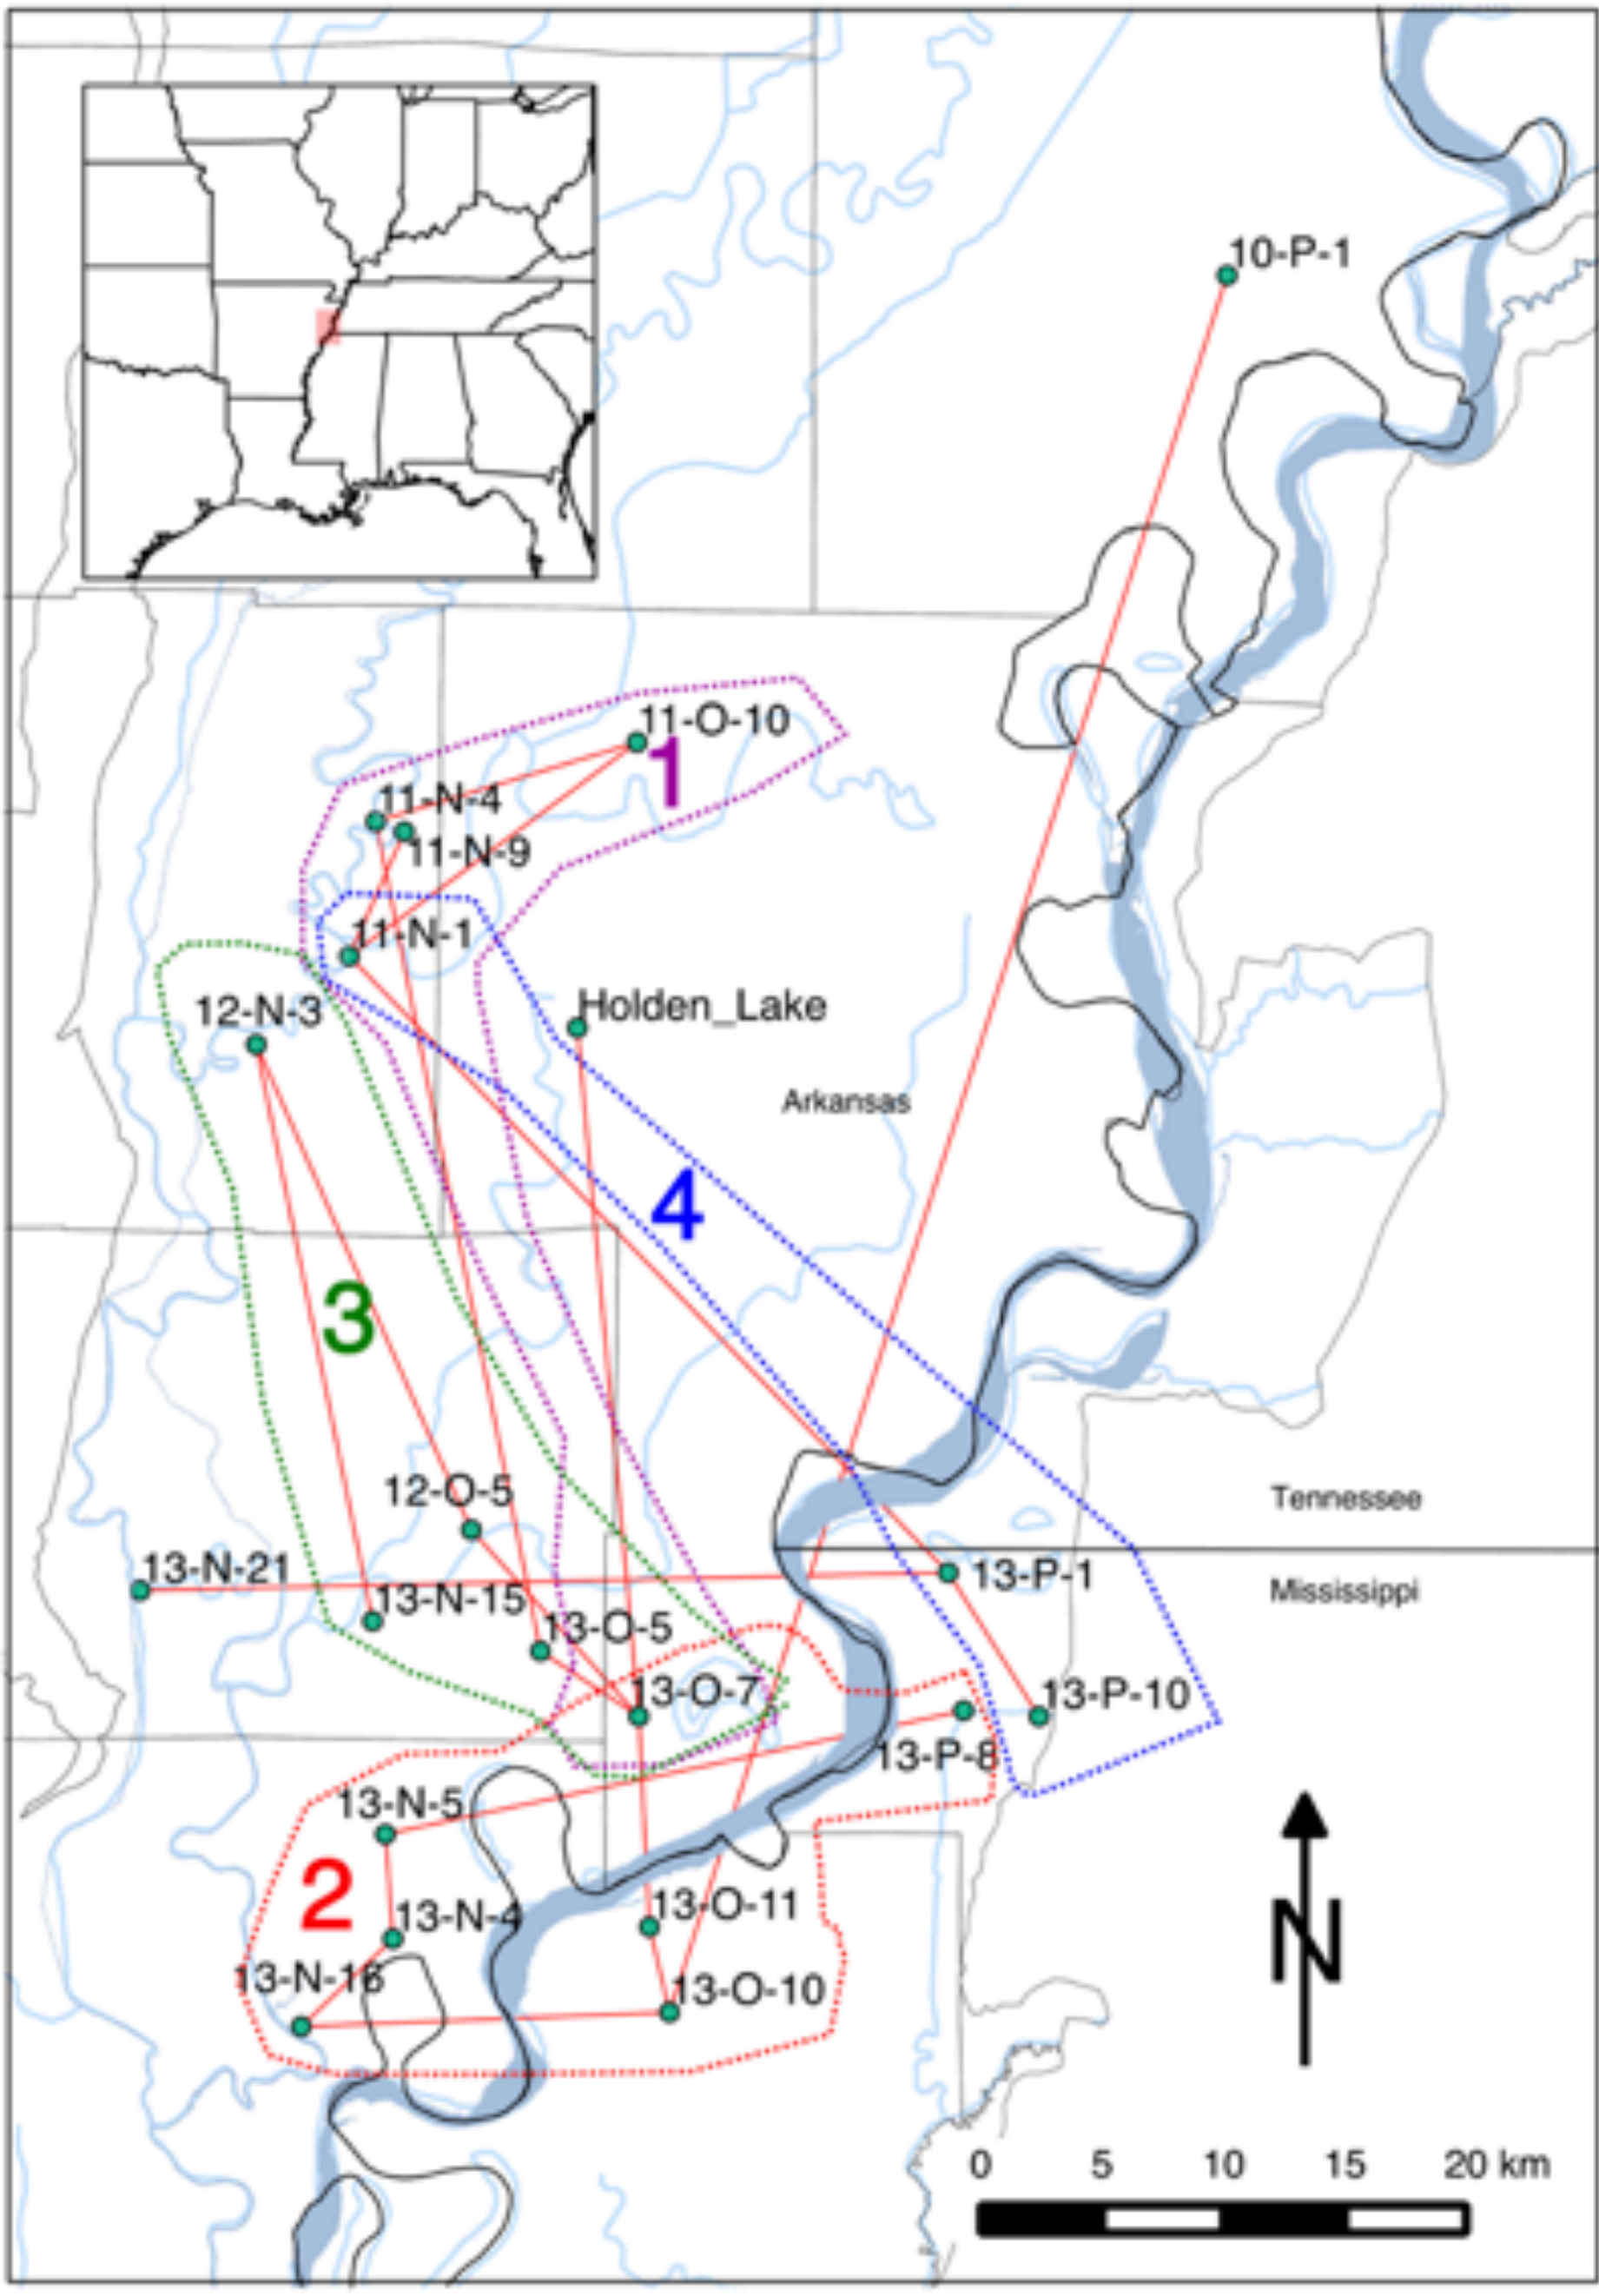 10-P-1
11-O-10
1
11-N-4
11-N-9
11-N-1
Holden_Lake
12-N-3
Arkansas
4
3
12-O-5
Tennessee
13-N-21
13-P-1
Mississippi
13-N-15
13-O-5
13-O-7
13-P-10
13-P-8
13-N-5
2
13-N-4
13-O-11
13-N-16
13-O-10
N
0 5 10 15 20 km